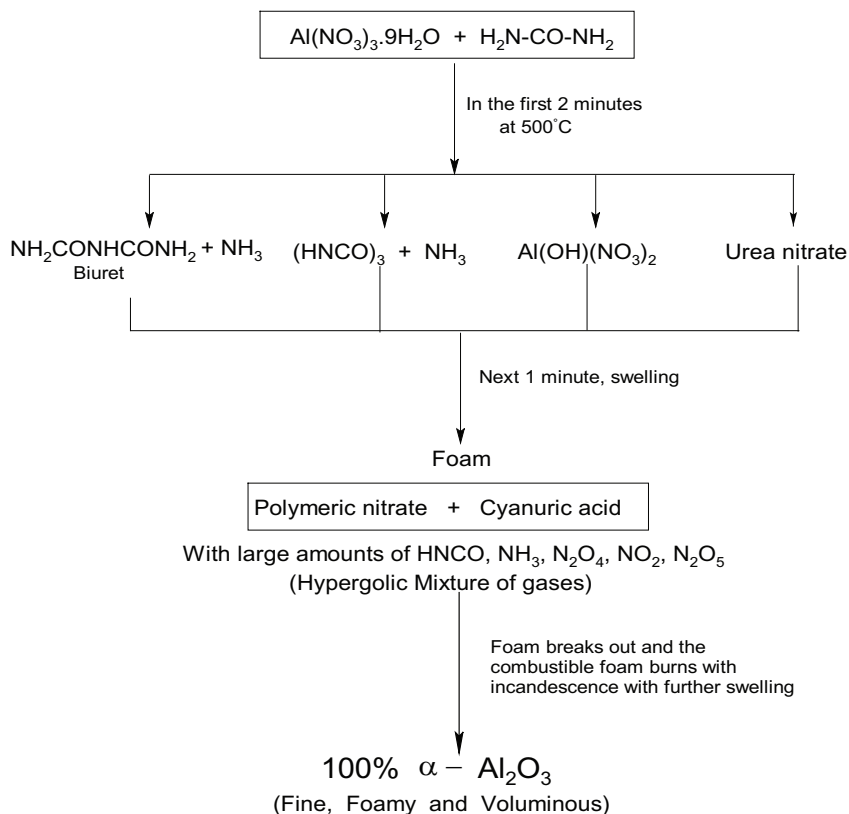 Al(NO₃)₃.9H₂O + H₂N-CO-NH₂
In the first 2 minutes
at 500°C
NH₂CONHCONH₂ + NH₃
Biuret
(HNCO)₃ + NH₃
Al(OH)(NO₃)₂
Urea nitrate
Next 1 minute, swelling
Foam
Polymeric nitrate + Cyanuric acid
With large amounts of HNCO, NH₃, N₂O₄, NO₂, N₂O₅
(Hypergolic Mixture of gases)
Foam breaks out and the
combustible foam burns with
incandescence with further swelling
100% α – Al₂O₃
(Fine, Foamy and Voluminous)